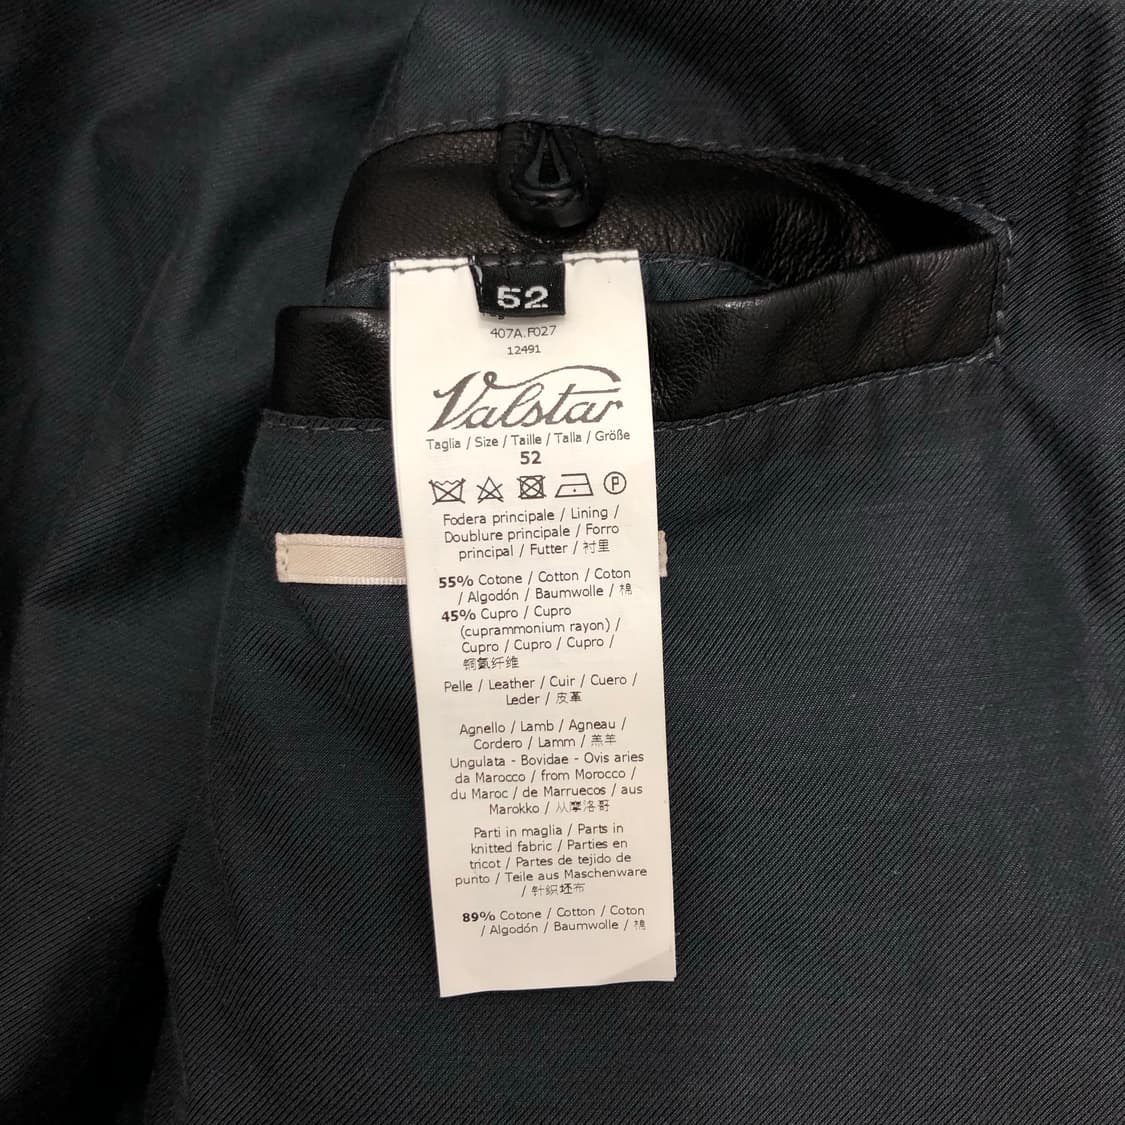 52
407A.F027
12491
Valstar
Taglia / Size / Taille / Talla / Größe
52
P
Fodera principale / Lining /
Doublure principale / Forro
principal / Futter / 衬里
55% Cotone / Cotton / Coton
/ Algodón / Baumwolle / 棉
45% Cupro / Cupro
(cuprammonium rayon) /
Cupro / Cupro / Cupro /
铜氨纤维
Pelle / Leather / Cuir / Cuero /
Leder / 皮革
Agnello / Lamb / Agneau /
Cordero / Lamm / 羔羊
Ungulata - Bovidae - Ovis aries
da Marocco / from Morocco /
du Maroc / de Marruecos / aus
Marokko / 从摩洛哥
Parti in maglia / Parts in
knitted fabric / Parties en
tricot / Partes de tejido de
punto / Teile aus Maschenware
/ 针织坯布
89% Cotone / Cotton / Coton
/ Algodón / Baumwolle / 棉